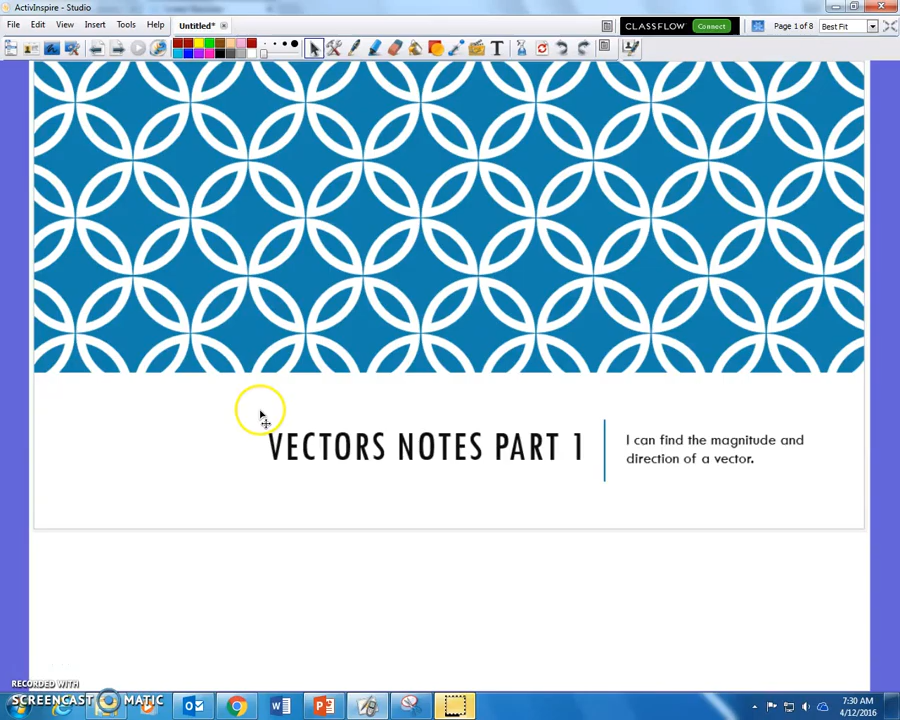 ActivInspire - Studio
File Edit View Insert Tools Help Untitled* CLASSFLOW Connect Page 1 of 8 Best Fit
VECTORS NOTES PART 1
I can find the magnitude and
direction of a vector.
RECORDED WITH
SCREENCAST MATIC
7:30 AM
4/12/2016